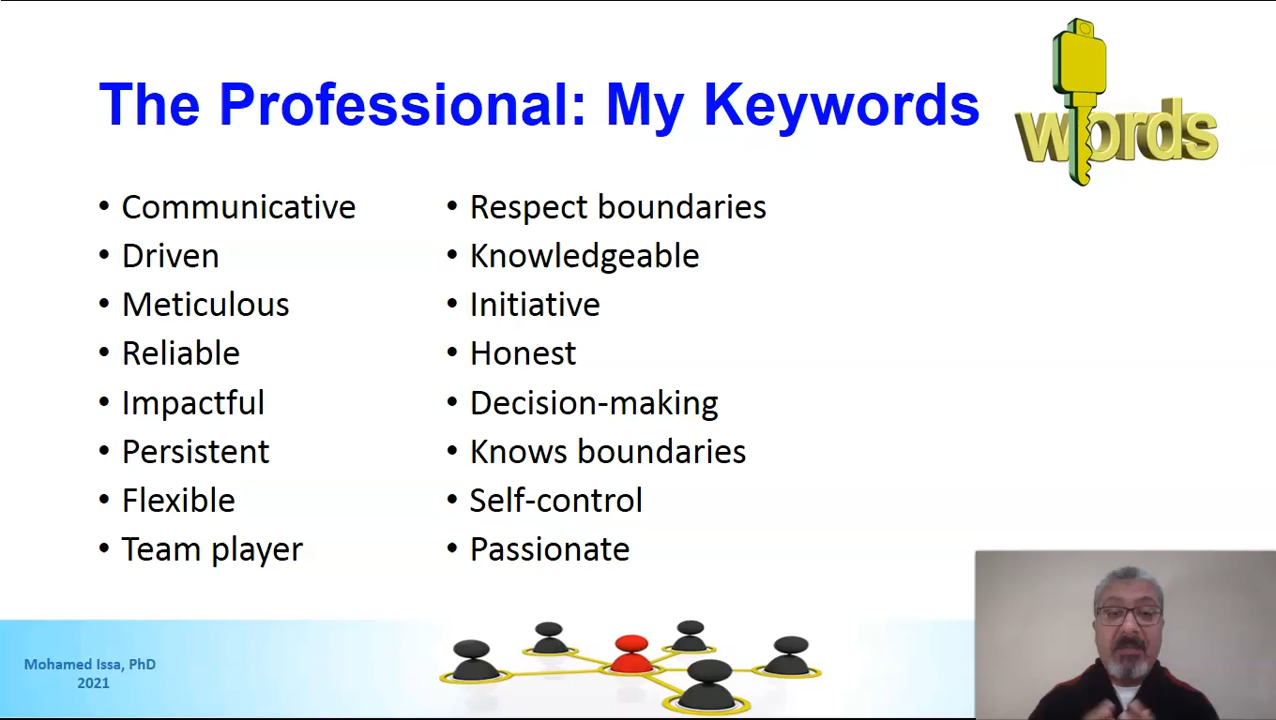 The Professional: My Keywords
words
• Communicative
• Driven
• Meticulous
• Reliable
• Impactful
• Persistent
• Flexible
• Team player
• Respect boundaries
• Knowledgeable
• Initiative
• Honest
• Decision-making
• Knows boundaries
• Self-control
• Passionate
Mohamed Issa, PhD
2021